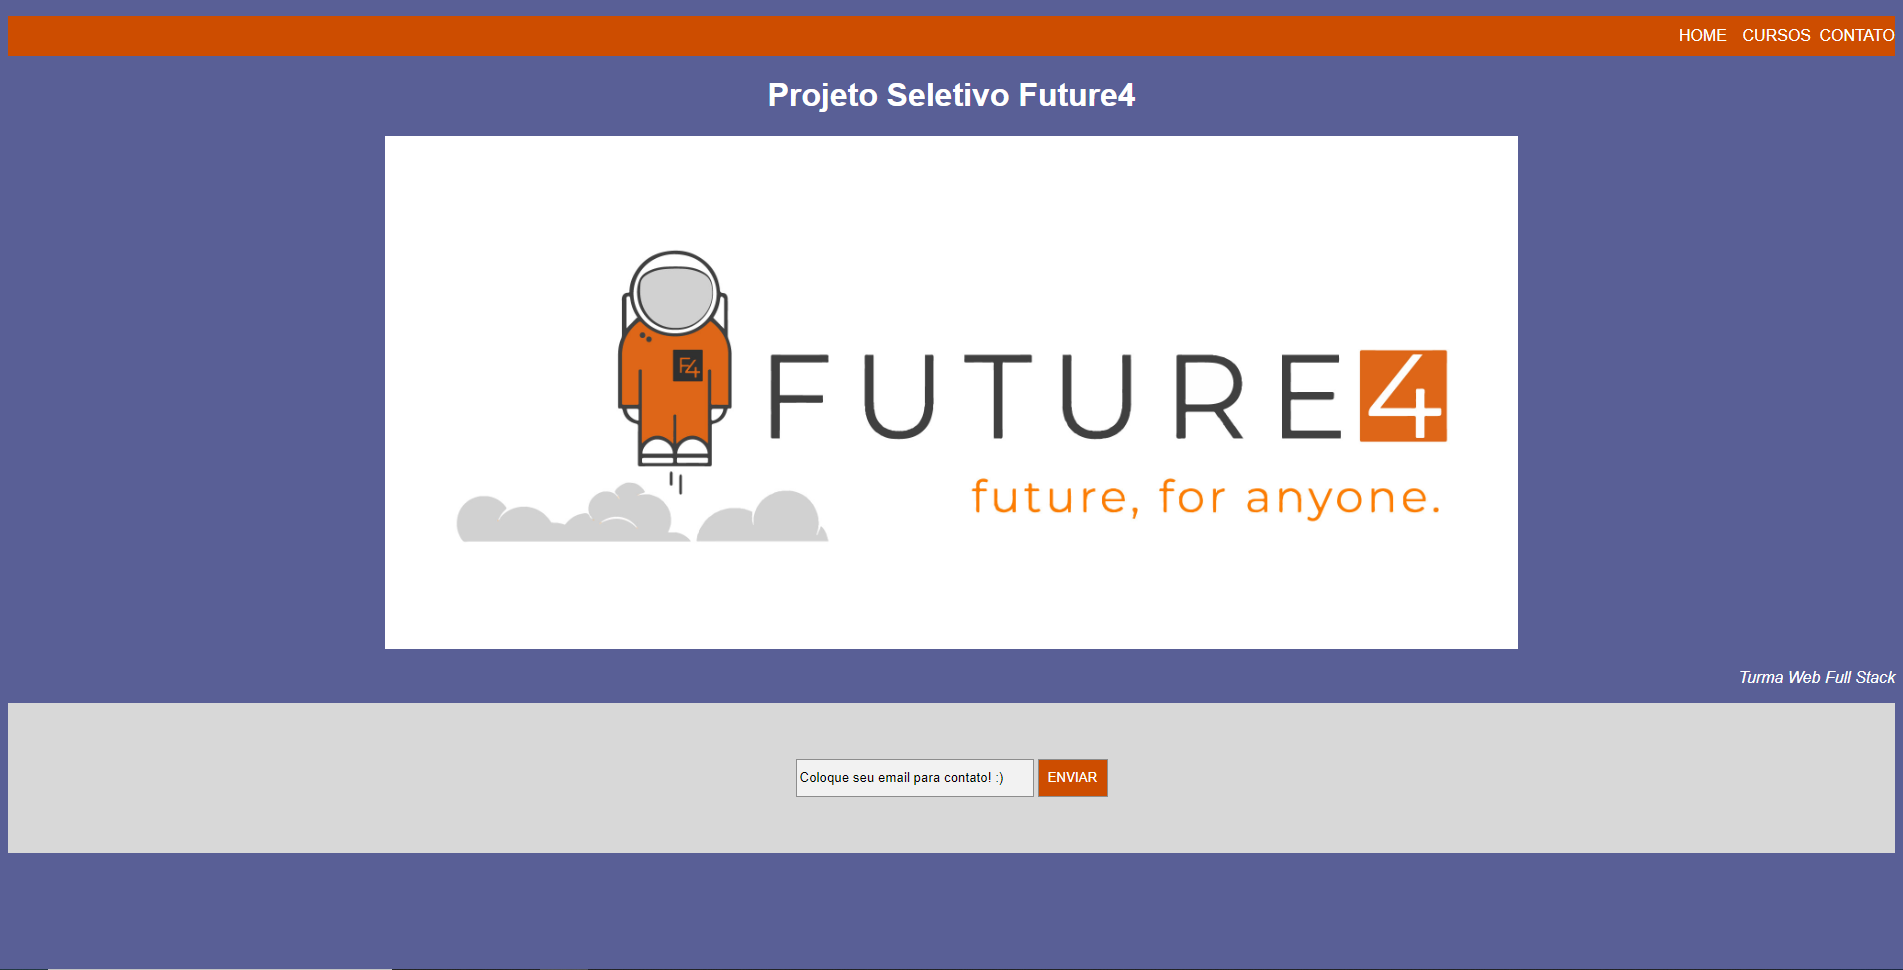 HOME CURSOS CONTATO
Projeto Seletivo Future4
F4
FUTURE4
future, for anyone.
Turma Web Full Stack
Coloque seu email para contato! :) ENVIAR